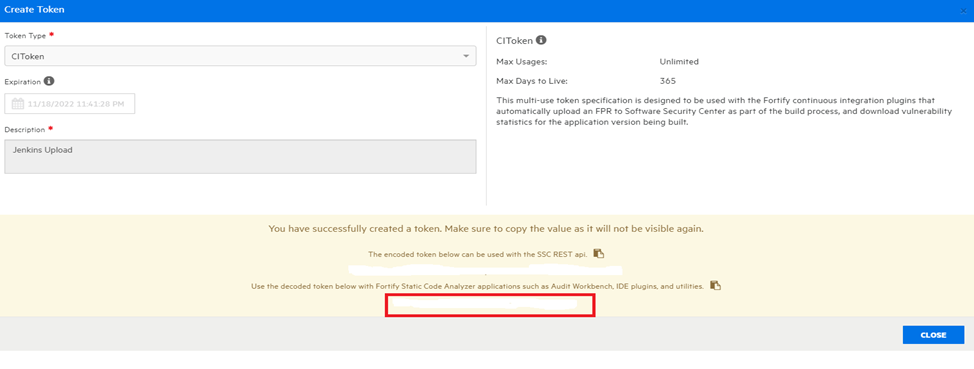 Create Token
Token Type *
CIToken
Expiration
11/18/2022 11:41:28 PM
Description *
Jenkins Upload
CIToken
Max Usages: Unlimited
Max Days to Live: 365
This multi-use token specification is designed to be used with the Fortify continuous integration plugins that
automatically upload an FPR to Software Security Center as part of the build process, and download vulnerability
statistics for the application version being built.
You have successfully created a token. Make sure to copy the value as it will not be visible again.
The encoded token below can be used with the SSC REST api.
Use the decoded token below with Fortify Static Code Analyzer applications such as Audit Workbench, IDE plugins, and utilities.
CLOSE